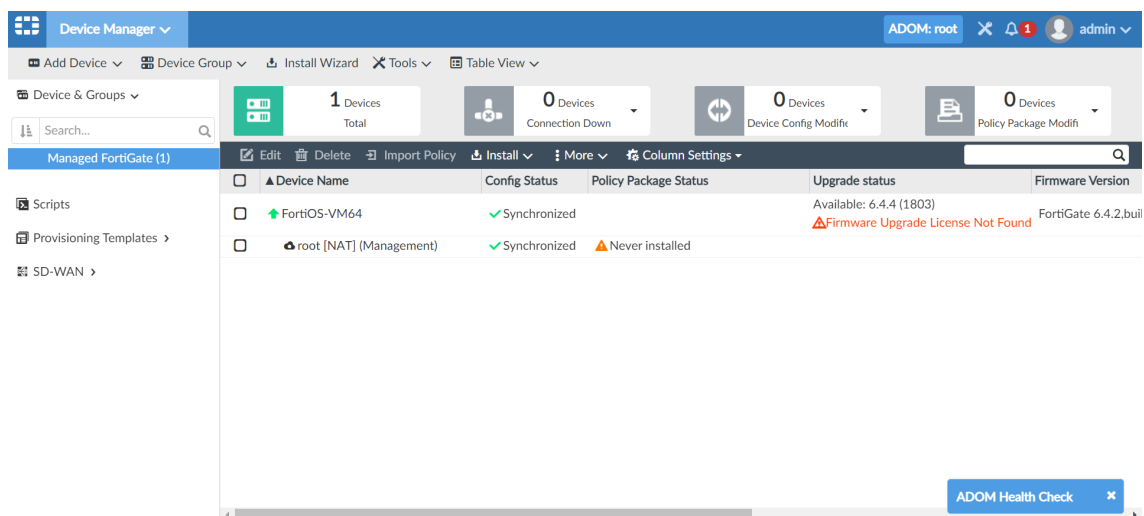 Device Manager ADOM: root 1 admin
Add Device Device Group Install Wizard Tools Table View
Device & Groups
Search...
Managed FortiGate (1)
Scripts
Provisioning Templates
SD-WAN
1 Devices
Total
0 Devices
Connection Down
0 Devices
Device Config Modifie
0 Devices
Policy Package Modifi
Edit Delete Import Policy Install More Column Settings
Device Name Config Status Policy Package Status Upgrade status Firmware Version
FortiOS-VM64 Synchronized Available: 6.4.4 (1803) FortiGate 6.4.2,buil
Firmware Upgrade License Not Found
root [NAT] (Management) Synchronized Never installed
ADOM Health Check ×